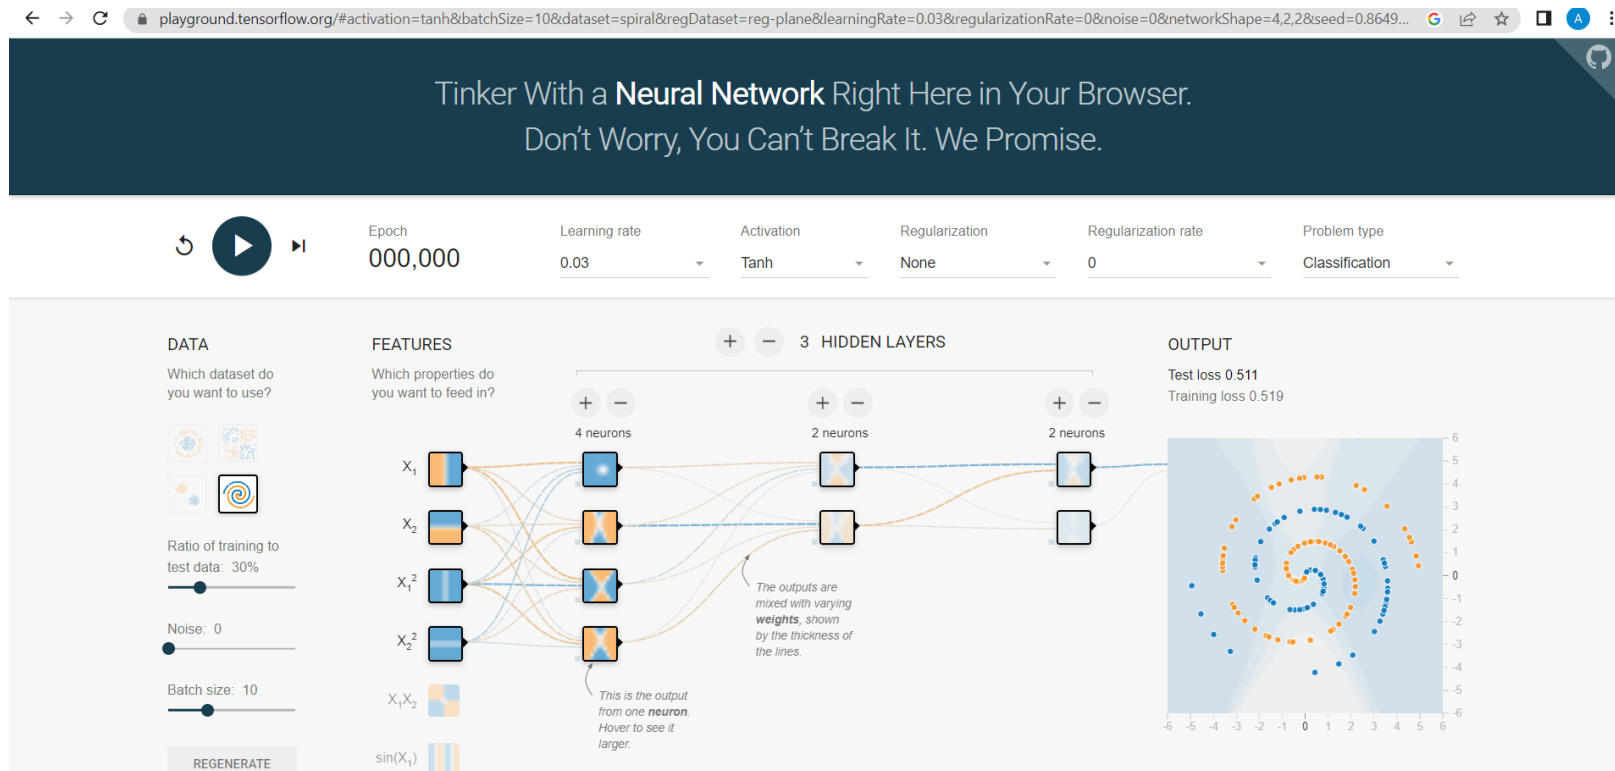 playground.tensorflow.org/#activation=tanh&batchSize=10&dataset=spiral&regDataset=reg-plane&learningRate=0.03&regularizationRate=0&noise=0&networkShape=4,2,2&seed=0.8649...
A
Tinker With a Neural Network Right Here in Your Browser.
Don't Worry, You Can't Break It. We Promise.
Epoch
000,000
Learning rate
0.03
Activation
Tanh
Regularization
None
Regularization rate
0
Problem type
Classification
DATA
Which dataset do
you want to use?
Ratio of training to
test data: 30%
Noise: 0
Batch size: 10
REGENERATE
FEATURES
Which properties do
you want to feed in?
X1
X2
X1²
X2²
X1X2
sin(X1)
+ − 3 HIDDEN LAYERS
+ −
4 neurons
+ −
2 neurons
+ −
2 neurons
The outputs are
mixed with varying
weights, shown
by the thickness of
the lines.
This is the output
from one neuron.
Hover to see it
larger.
OUTPUT
Test loss 0.511
Training loss 0.519
6
5
4
3
2
1
0
-1
-2
-3
-4
-5
-6
-6 -5 -4 -3 -2 -1 0 1 2 3 4 5 6